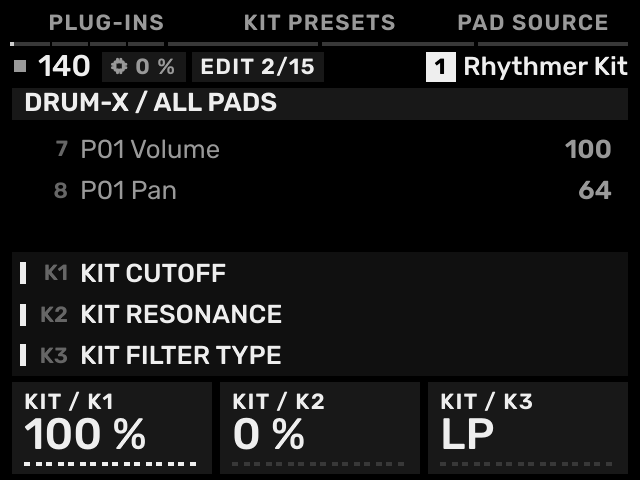 PLUG-INS KIT PRESETS PAD SOURCE
140 0 % EDIT 2/15 1 Rhythmer Kit
DRUM-X / ALL PADS
7 P01 Volume 100
8 P01 Pan 64
K1 KIT CUTOFF
K2 KIT RESONANCE
K3 KIT FILTER TYPE
KIT / K1 KIT / K2 KIT / K3
100 % 0 % LP